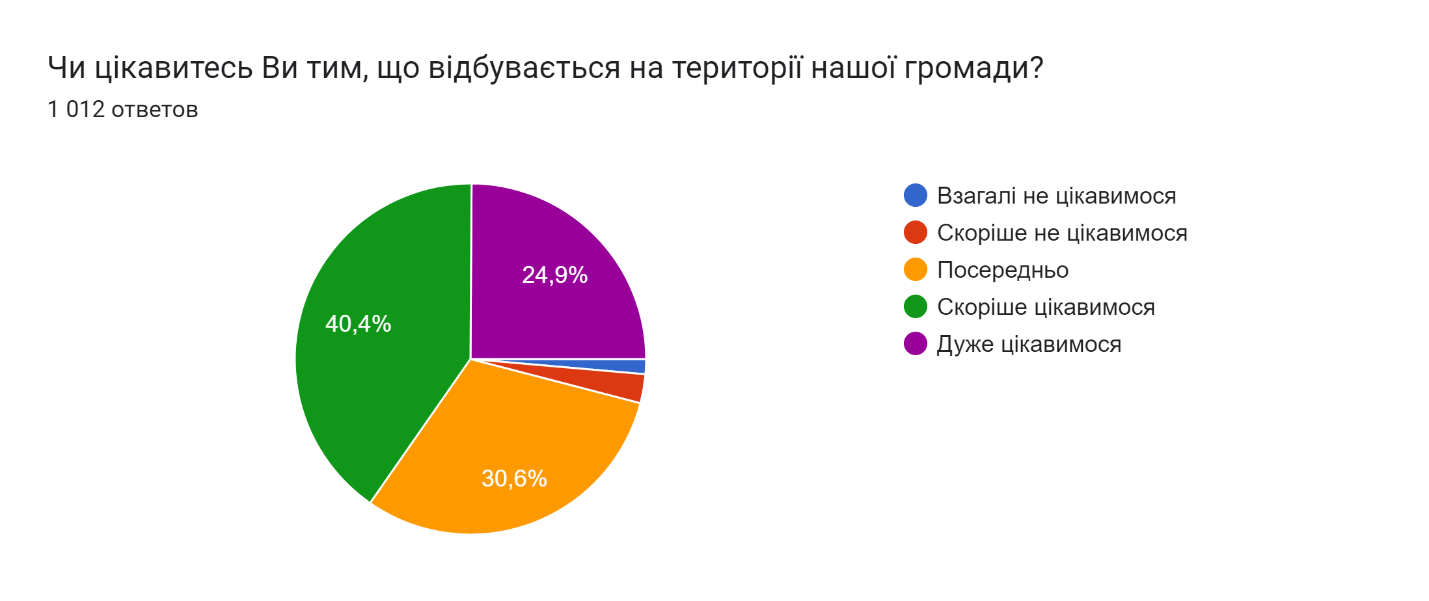 Чи цікавитесь Ви тим, що відбувається на території нашої громади?
1 012 ответов
24,9%
40,4%
30,6%
Взагалі не цікавимося
Скоріше не цікавимося
Посередньо
Скоріше цікавимося
Дуже цікавимося